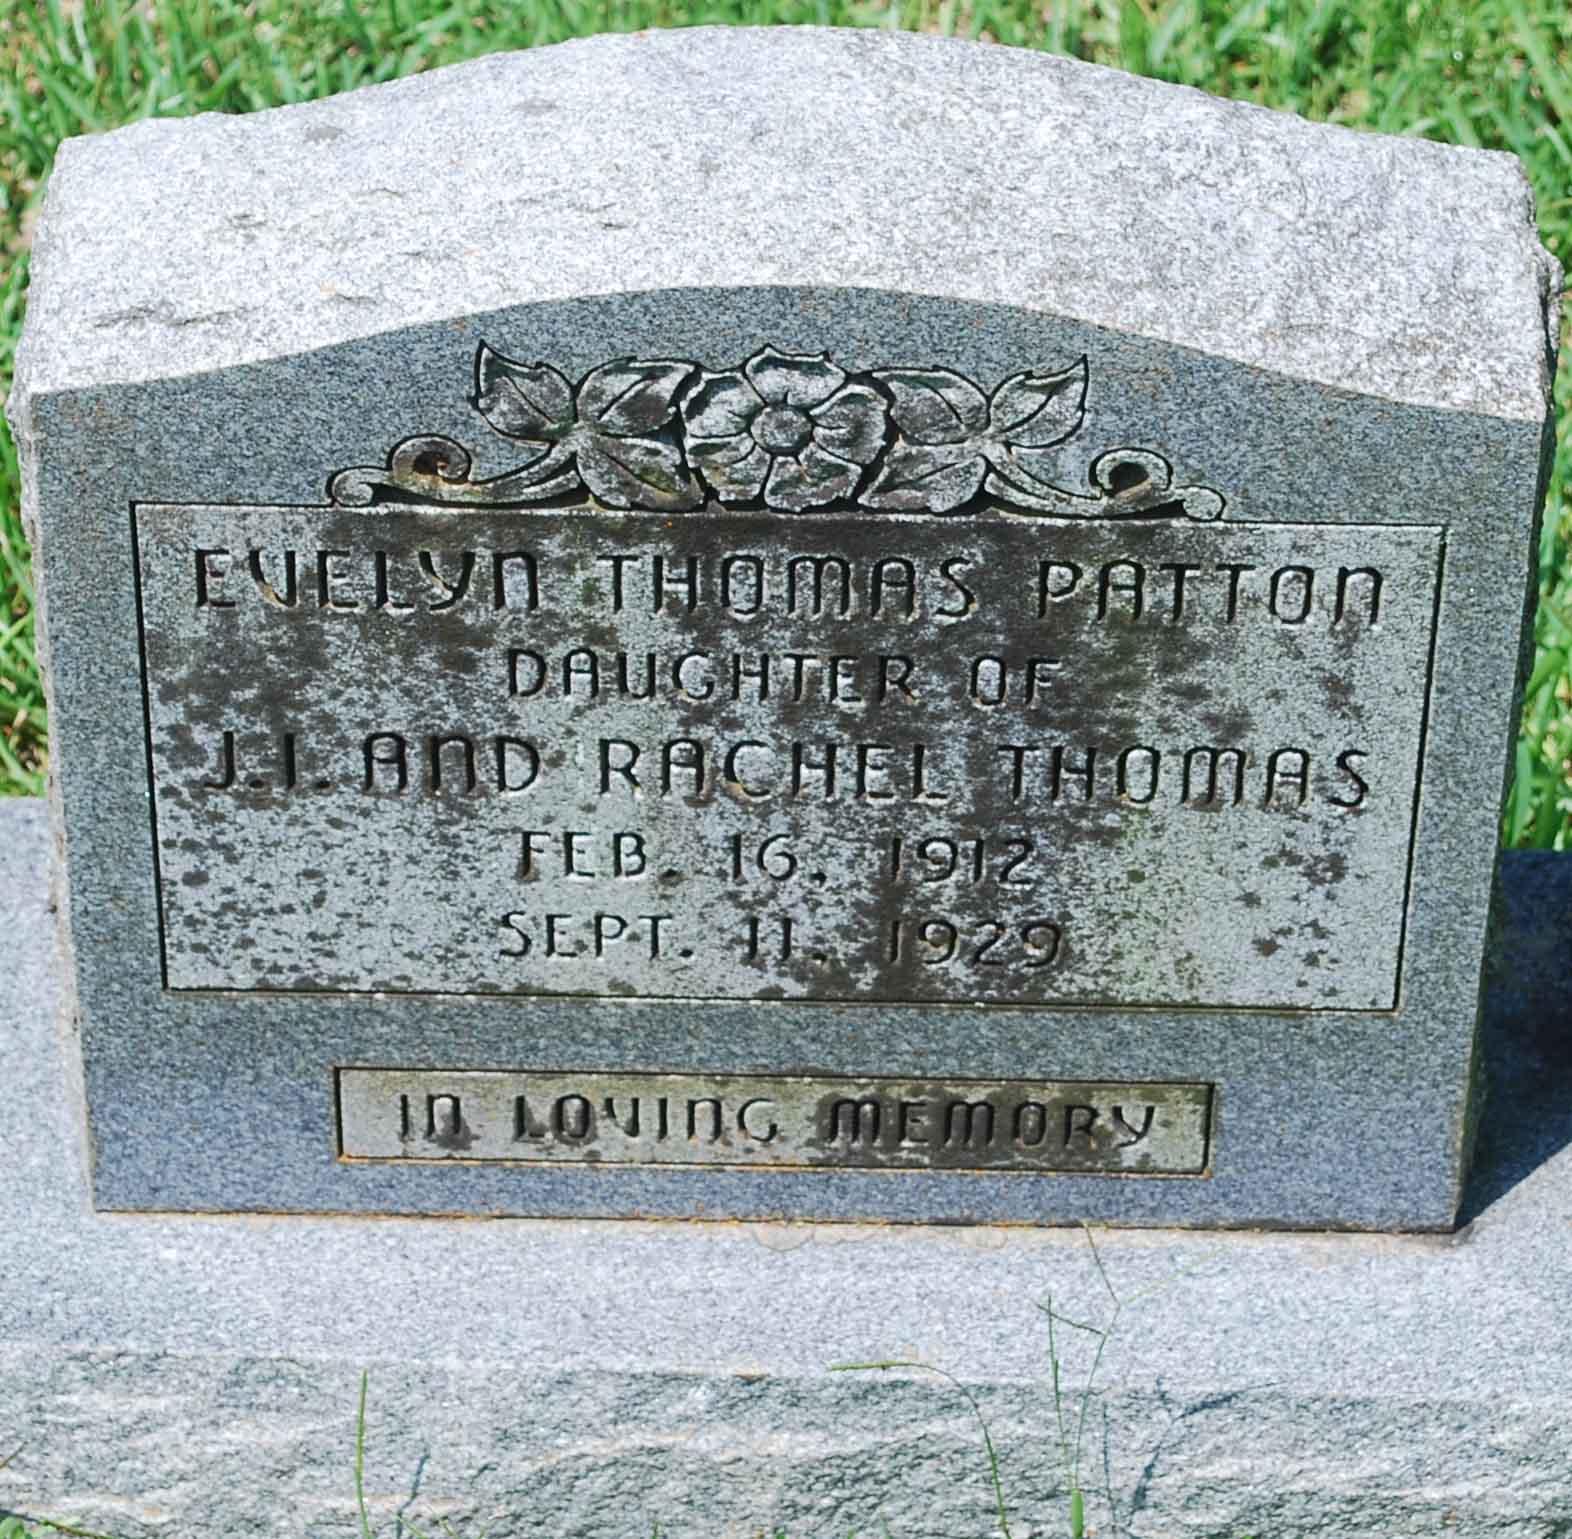 EVELYN THOMAS PATTON
DAUGHTER OF
J.I. AND RACHEL THOMAS
FEB. 16, 1912
SEPT. 11, 1929
IN LOVING MEMORY